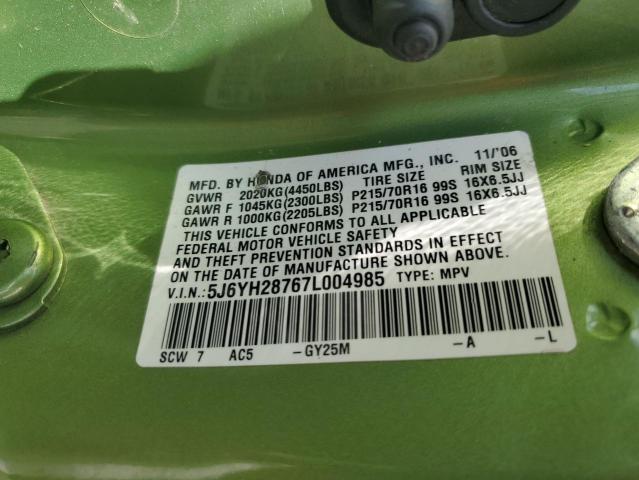 MFD. BY HONDA OF AMERICA MFG., INC. 11/'06
GVWR 2020KG(4450LBS) TIRE SIZE RIM SIZE
GAWR F 1045KG(2300LBS) P215/70R16 99S 16X6.5JJ
GAWR R 1000KG(2205LBS) P215/70R16 99S 16X6.5JJ
THIS VEHICLE CONFORMS TO ALL APPLICABLE
FEDERAL MOTOR VEHICLE SAFETY
AND THEFT PREVENTION STANDARDS IN EFFECT
ON THE DATE OF MANUFACTURE SHOWN ABOVE.
V.I.N.:5J6YH28767L004985 TYPE: MPV
SCW 7 AC5 -GY25M -A -L